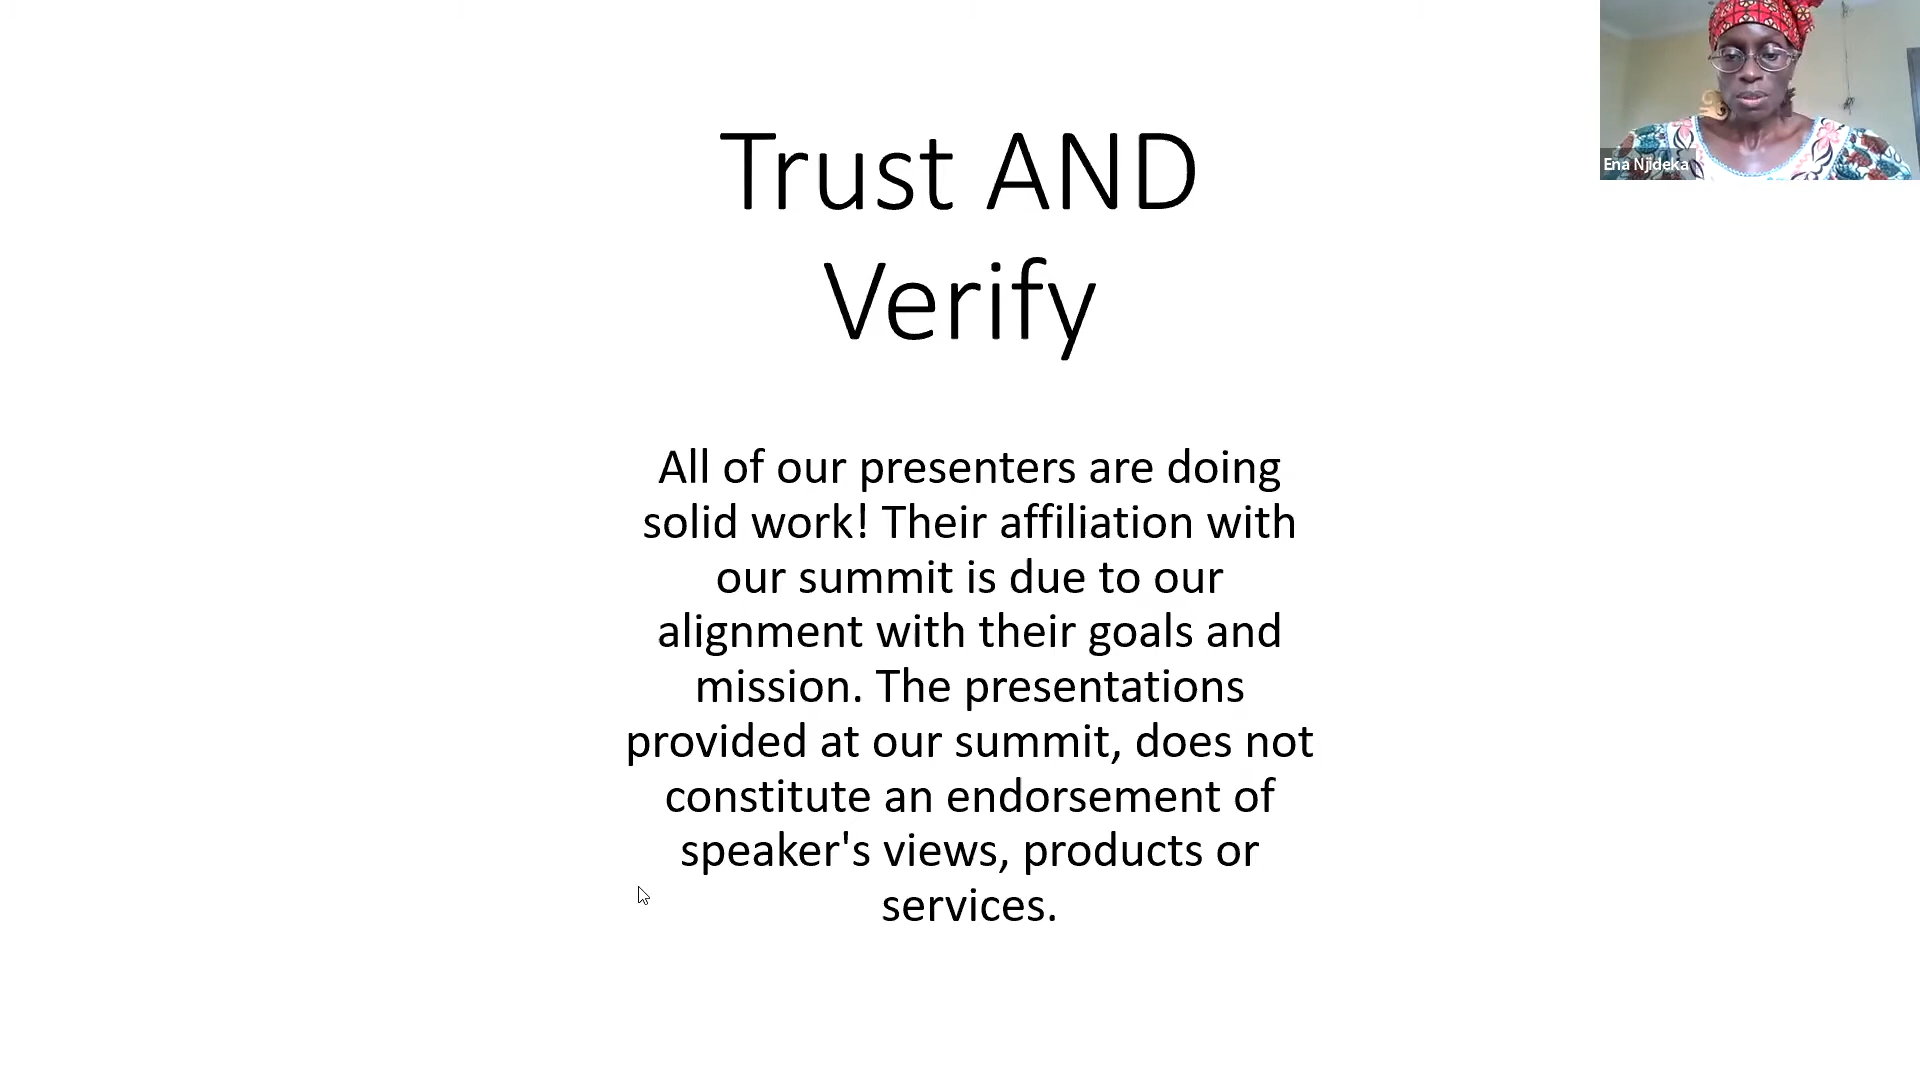 Trust AND
Verify
All of our presenters are doing
solid work! Their affiliation with
our summit is due to our
alignment with their goals and
mission. The presentations
provided at our summit, does not
constitute an endorsement of
speaker's views, products or
services.
Ena Njideka